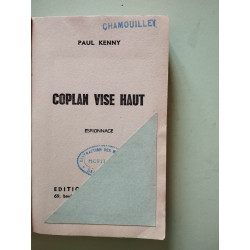 CHAMOUILLEY
PAUL KENNY
COPLAN VISE HAUT
ESPIONNAGE
EDITIO